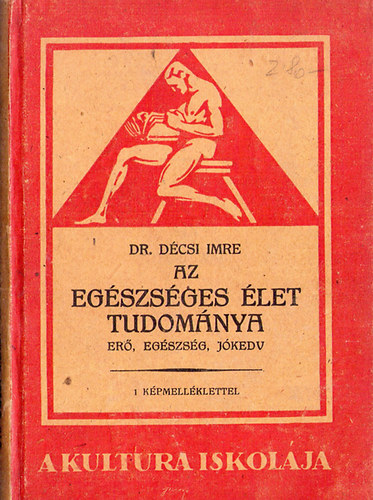 DR. DÉCSI IMRE
AZ
EGÉSZSÉGES ÉLET
TUDOMÁNYA
ERŐ, EGÉSZSÉG, JÓKEDV
1 KÉPMELLÉKLETTEL
A KULTURA ISKOLÁJA